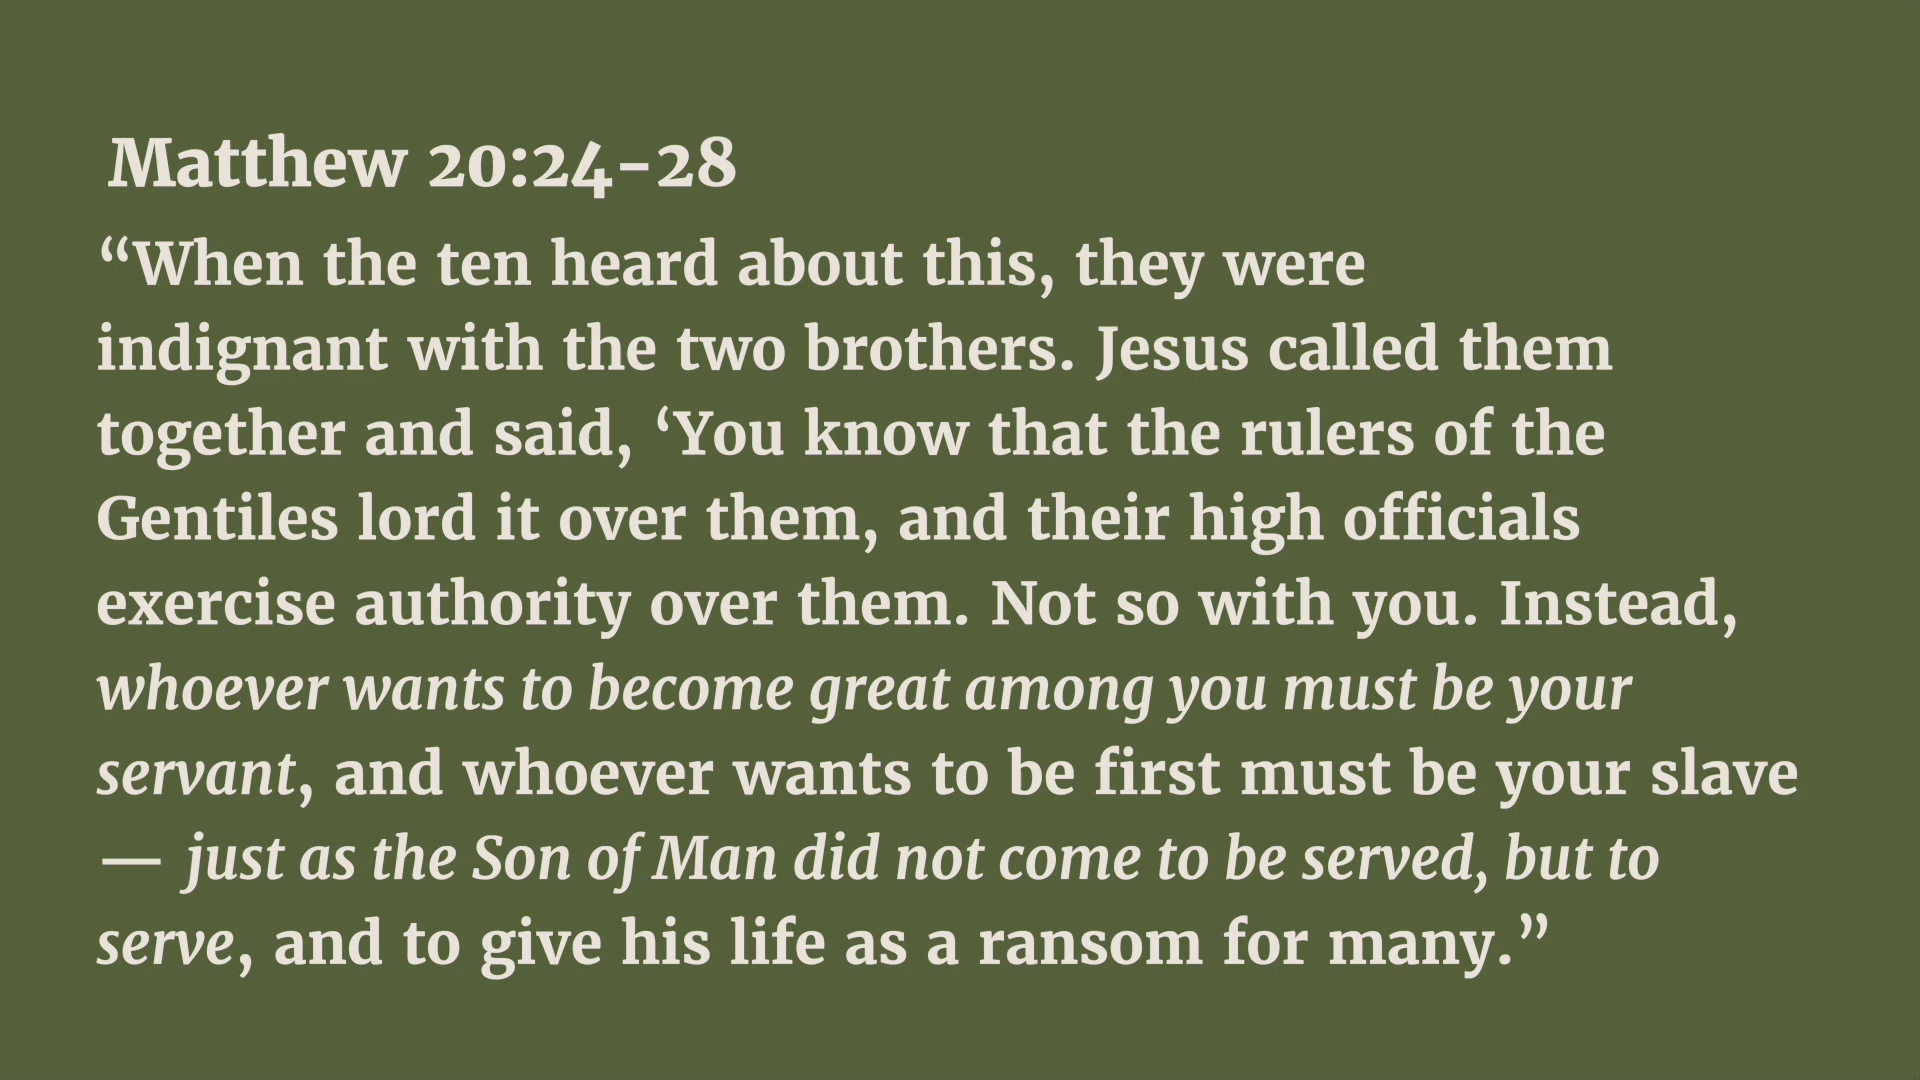 Matthew 20:24-28
“When the ten heard about this, they were
indignant with the two brothers. Jesus called them
together and said, ‘You know that the rulers of the
Gentiles lord it over them, and their high officials
exercise authority over them. Not so with you. Instead,
whoever wants to become great among you must be your
servant, and whoever wants to be first must be your slave
— just as the Son of Man did not come to be served, but to
serve, and to give his life as a ransom for many.”